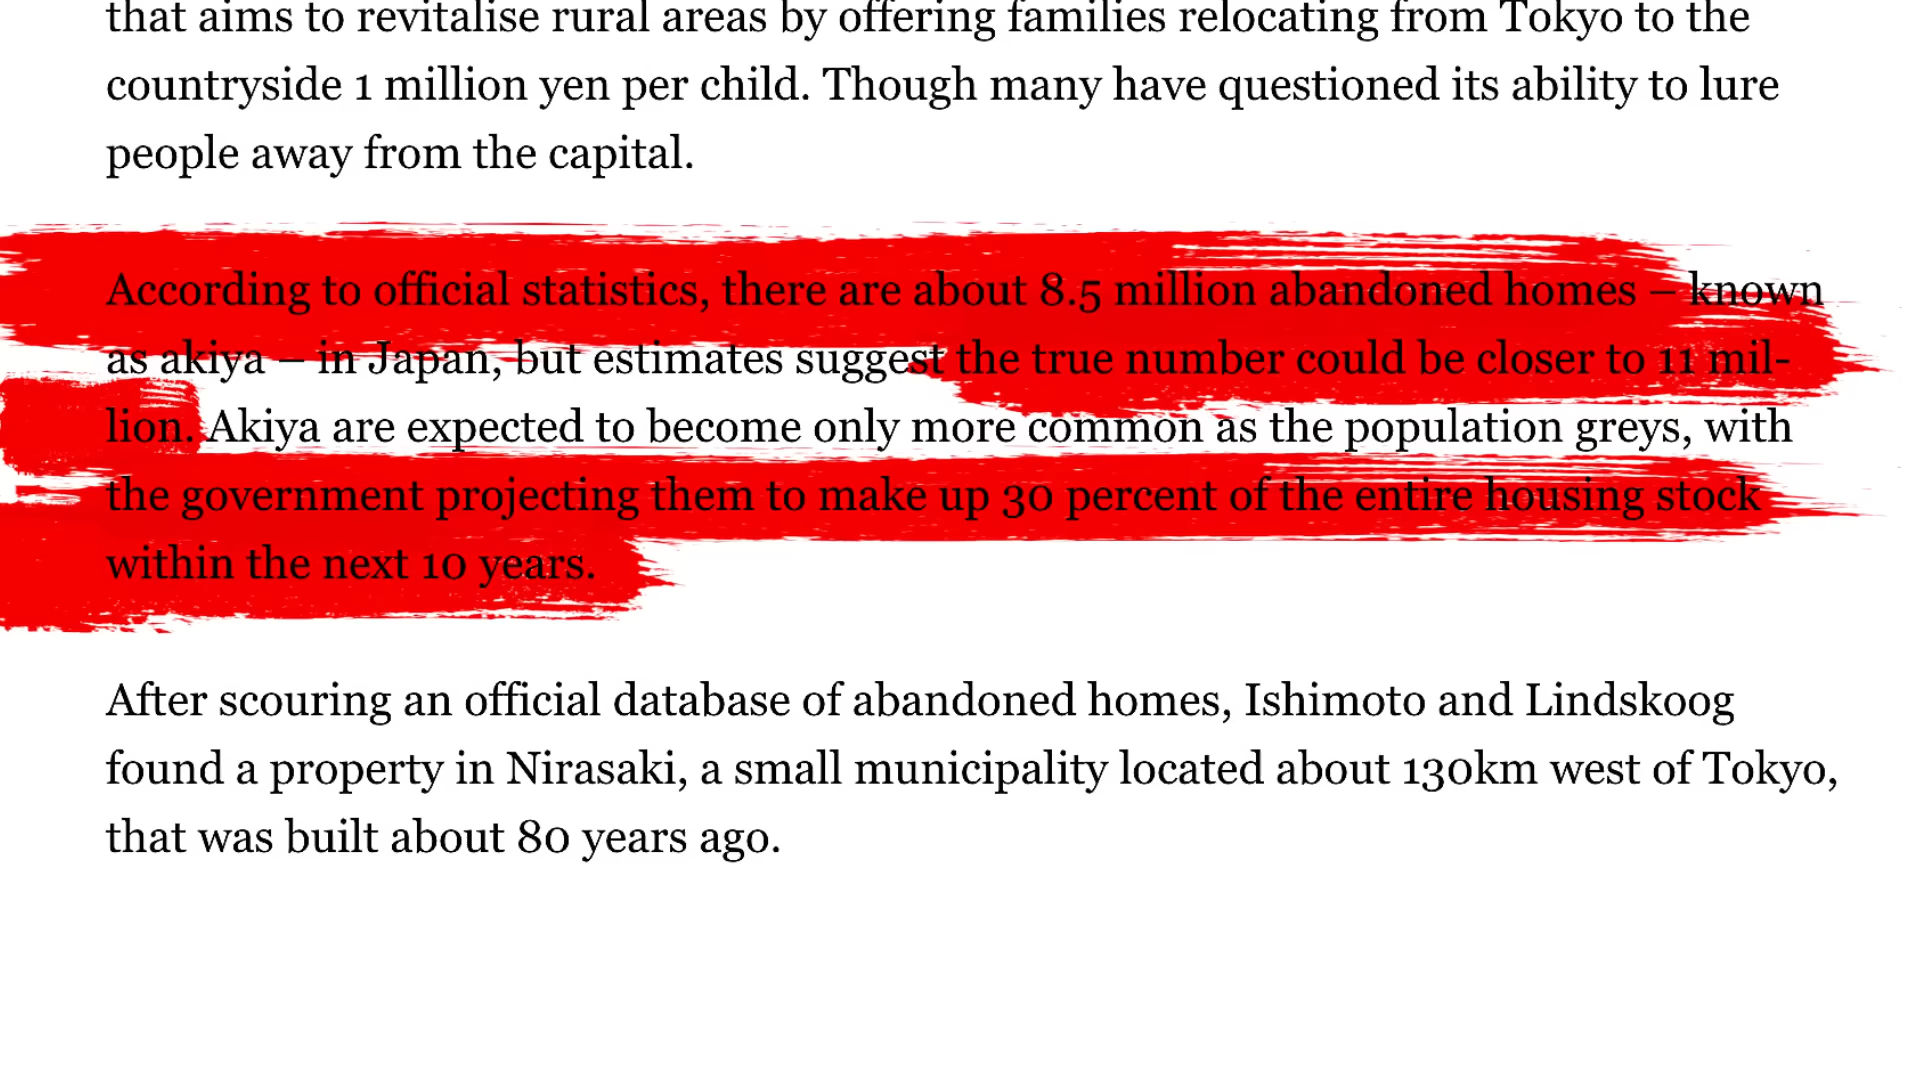 that aims to revitalise rural areas by offering families relocating from Tokyo to the
countryside 1 million yen per child. Though many have questioned its ability to lure
people away from the capital.
According to official statistics, there are about 8.5 million abandoned homes – known
as akiya – in Japan, but estimates suggest the true number could be closer to 11 mil-
lion. Akiya are expected to become only more common as the population greys, with
the government projecting them to make up 30 percent of the entire housing stock
within the next 10 years.
After scouring an official database of abandoned homes, Ishimoto and Lindskoog
found a property in Nirasaki, a small municipality located about 130km west of Tokyo,
that was built about 80 years ago.